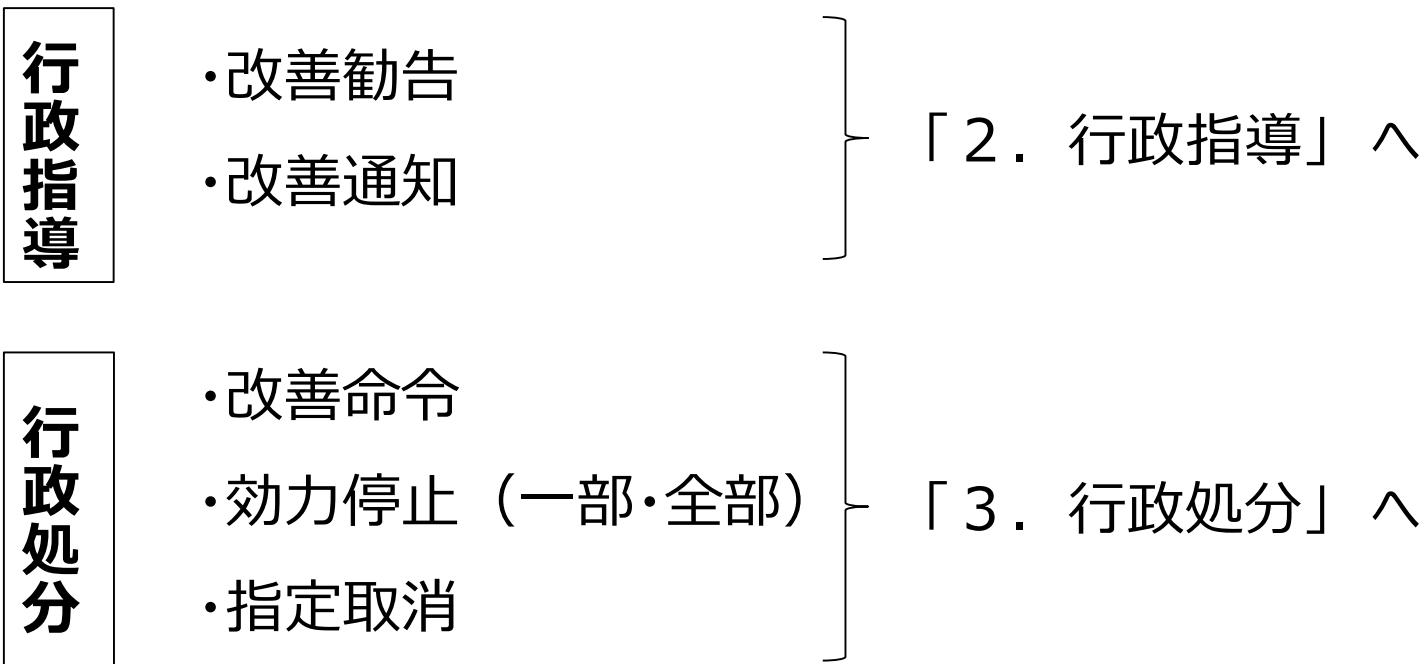 行政指導
・改善勧告
・改善通知
「２．行政指導」へ
行政処分
・改善命令
・効力停止（一部・全部）
・指定取消
「３．行政処分」へ